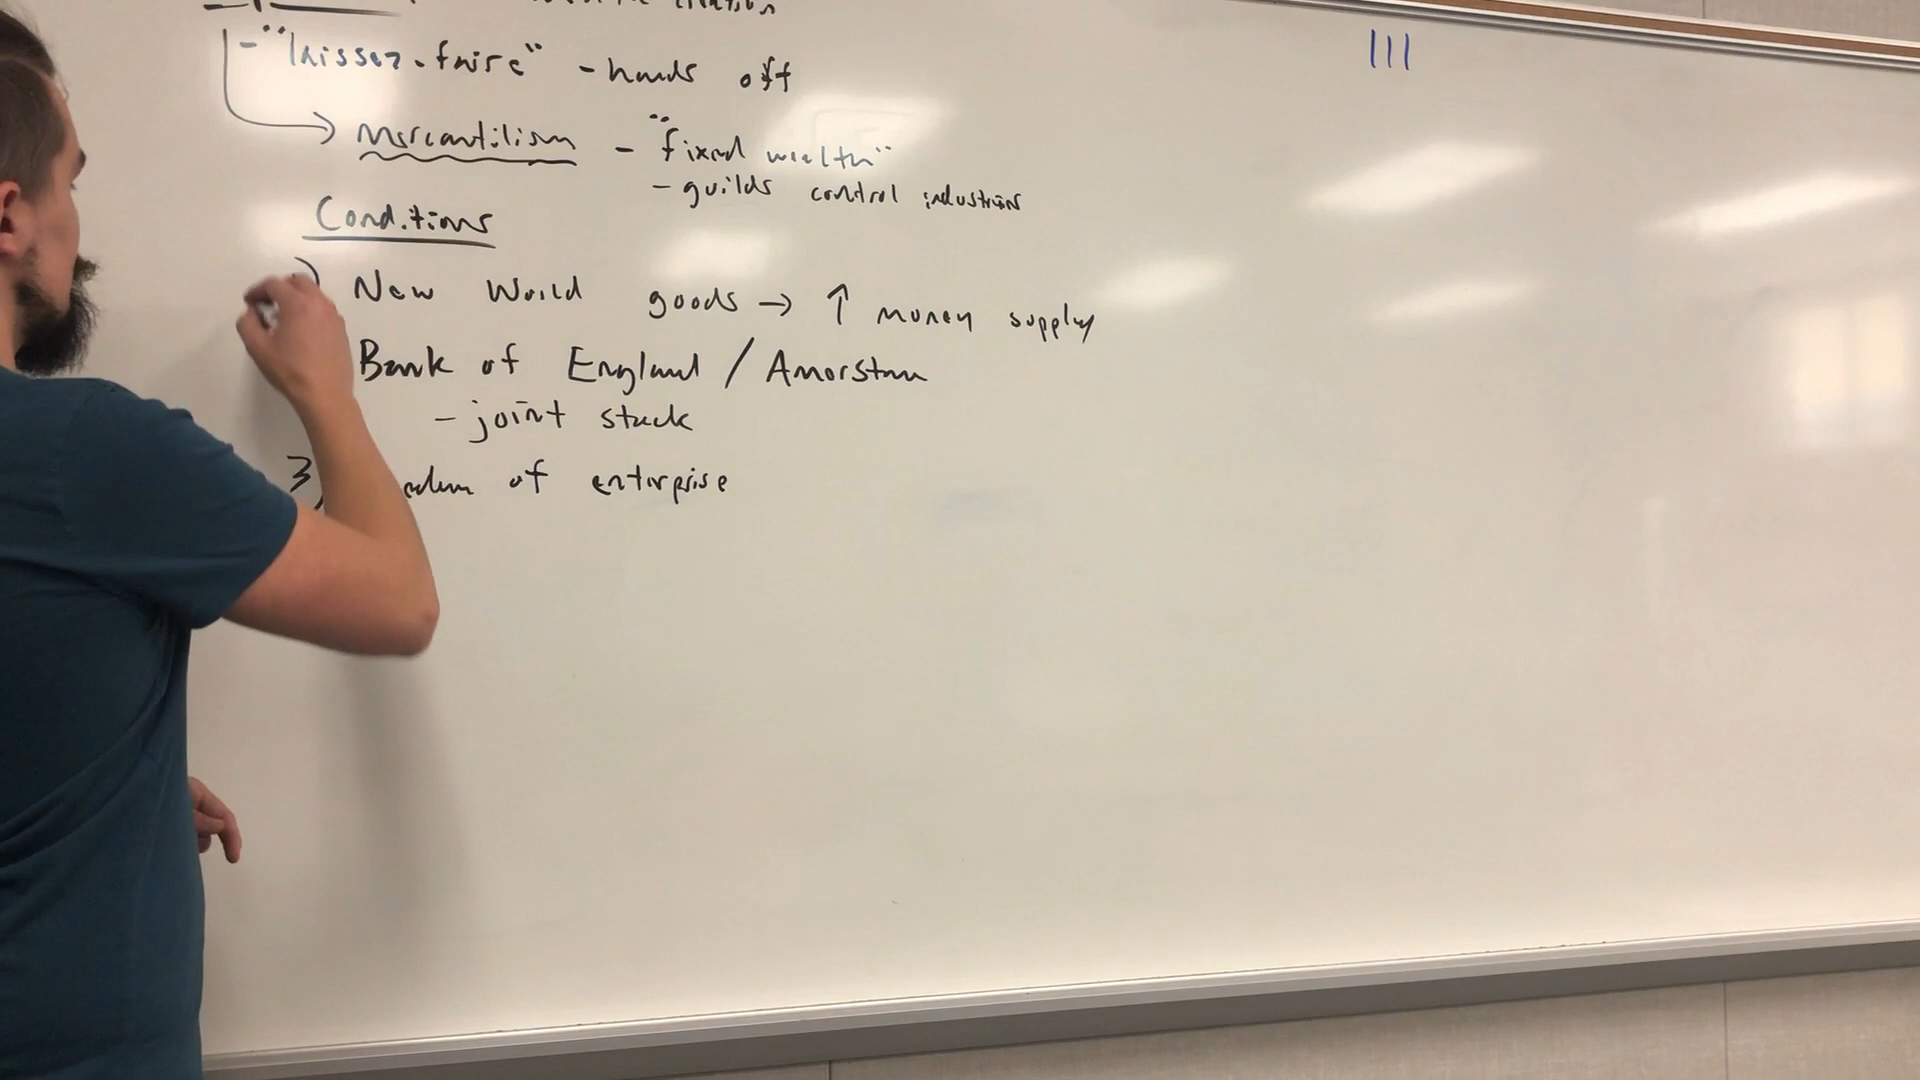 - "laissez-faire" - hands off
→ Mercantilism - "fixed wealth"
- guilds control industries
Conditions
) New World goods → ↑ money supply
Bank of England / Amerstan
- joint stock
3) of enterprise
|||